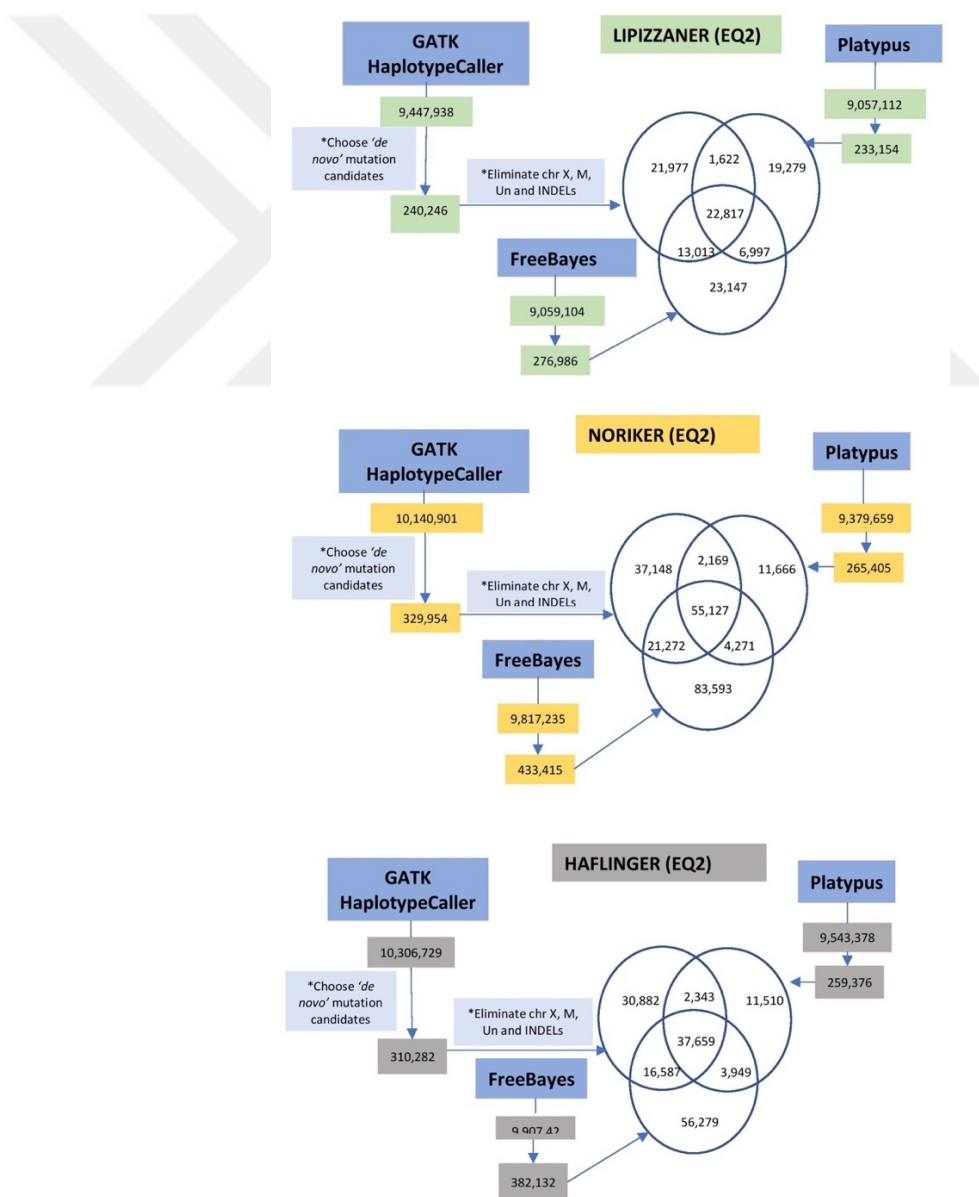 LIPIZZANER (EQ2)
GATK
HaplotypeCaller
Platypus
9,447,938
9,057,112
*Choose ‘de
novo’ mutation
candidates
233,154
*Eliminate chr X, M,
Un and INDELs
240,246
21,977
1,622
19,279
22,817
13,013
6,997
23,147
FreeBayes
9,059,104
276,986
NORIKER (EQ2)
GATK
HaplotypeCaller
Platypus
10,140,901
9,379,659
*Choose ‘de
novo’ mutation
candidates
265,405
*Eliminate chr X, M,
Un and INDELs
329,954
37,148
2,169
11,666
55,127
21,272
4,271
83,593
FreeBayes
9,817,235
433,415
HAFLINGER (EQ2)
GATK
HaplotypeCaller
Platypus
10,306,729
9,543,378
*Choose ‘de
novo’ mutation
candidates
259,376
*Eliminate chr X, M,
Un and INDELs
310,282
30,882
2,343
11,510
37,659
16,587
3,949
56,279
FreeBayes
9,907,42
382,132